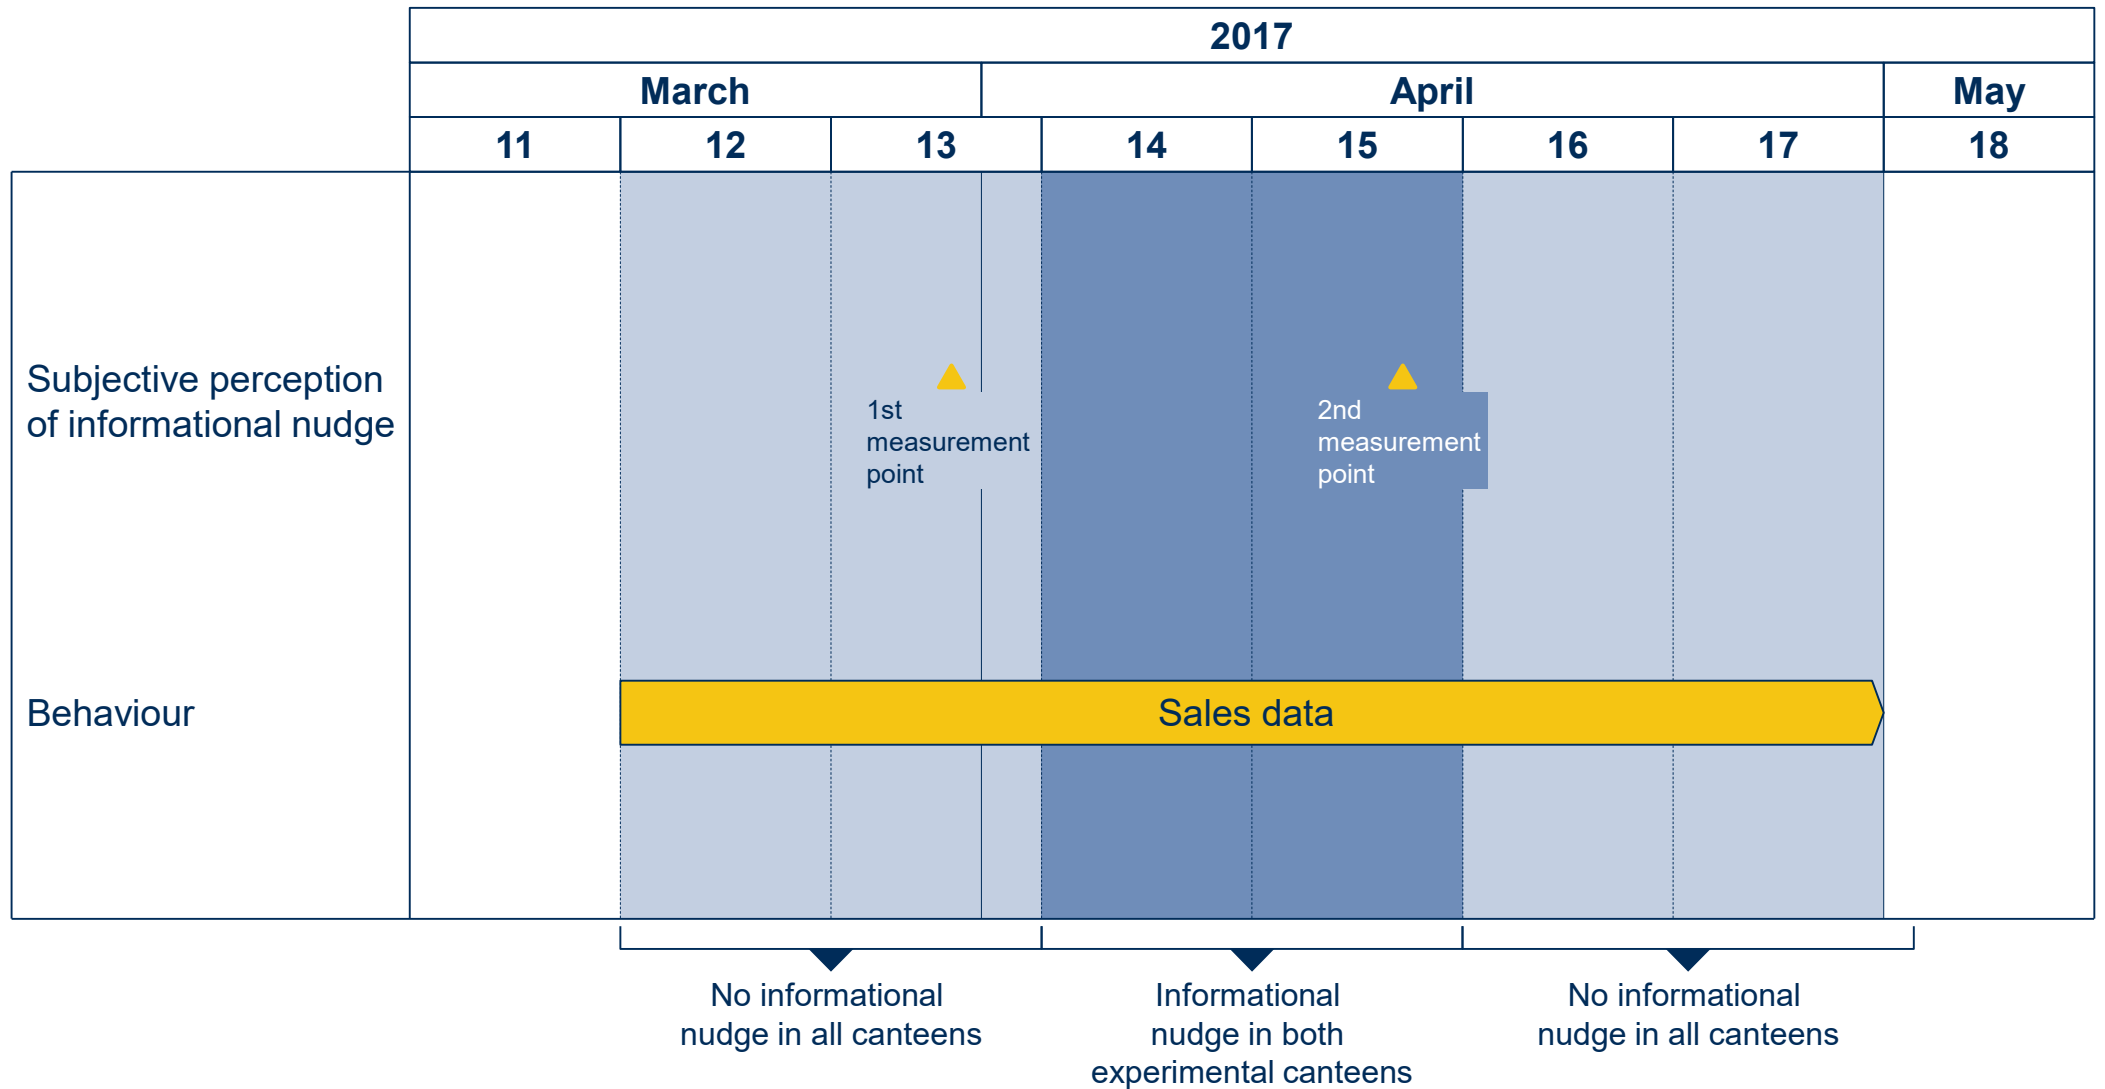 2017
March
April
May
11
12
13
14
15
16
17
18
Subjective perception
of informational nudge
1st
measurement
point
2nd
measurement
point
Behaviour
Sales data
No informational
nudge in all canteens
Informational
nudge in both
experimental canteens
No informational
nudge in all canteens